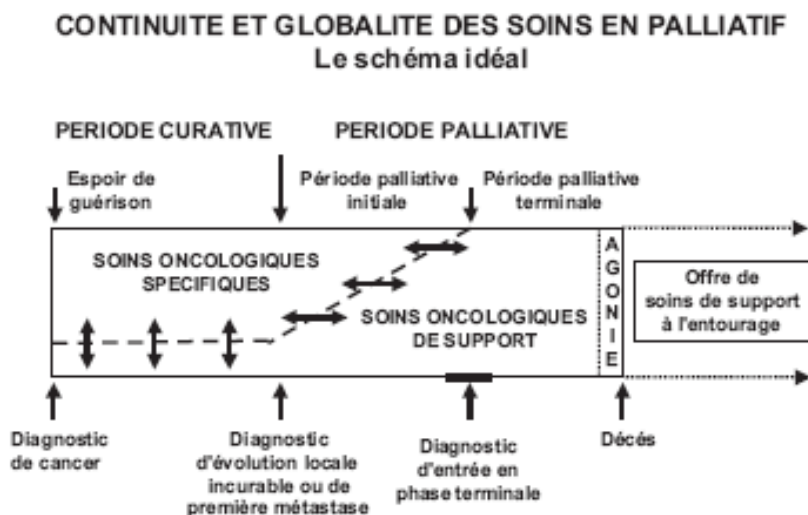 CONTINUITE ET GLOBALITE DES SOINS EN PALLIATIF
Le schéma idéal
PERIODE CURATIVE
PERIODE PALLIATIVE
Espoir de
guérison
Période palliative
initiale
Période palliative
terminale
SOINS ONCOLOGIQUES
SPECIFIQUES
SOINS ONCOLOGIQUES
DE SUPPORT
AGONIE
Offre de
soins de support
à l'entourage
Diagnostic
de cancer
Diagnostic
d'évolution locale
incurable ou de
première métastase
Diagnostic
d'entrée en
phase terminale
Décés